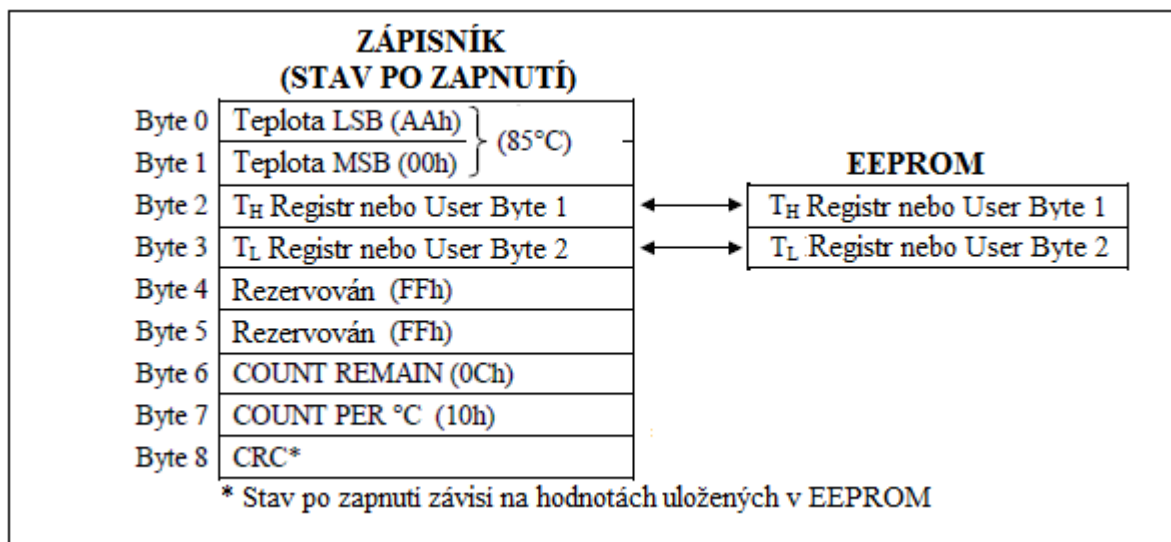 ZÁPISNÍK
(STAV PO ZAPNUTÍ)
Byte 0 Teplota LSB (AAh)
(85°C)
Byte 1 Teplota MSB (00h)
EEPROM
Byte 2 TH Registr nebo User Byte 1 TH Registr nebo User Byte 1
Byte 3 TL Registr nebo User Byte 2 TL Registr nebo User Byte 2
Byte 4 Rezervován (FFh)
Byte 5 Rezervován (FFh)
Byte 6 COUNT REMAIN (0Ch)
Byte 7 COUNT PER °C (10h)
Byte 8 CRC*
* Stav po zapnutí závisí na hodnotách uložených v EEPROM